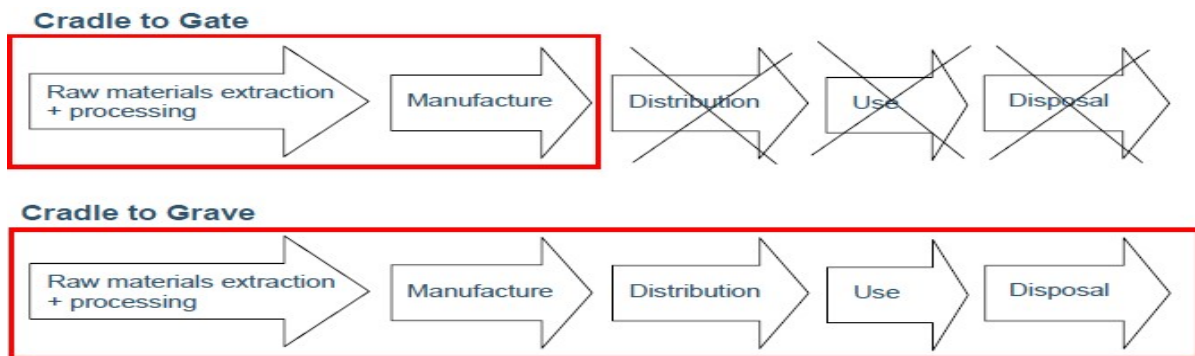 Cradle to Gate
Raw materials extraction
+ processing
Manufacture
Distribution
Use
Disposal
Cradle to Grave
Raw materials extraction
+ processing
Manufacture
Distribution
Use
Disposal